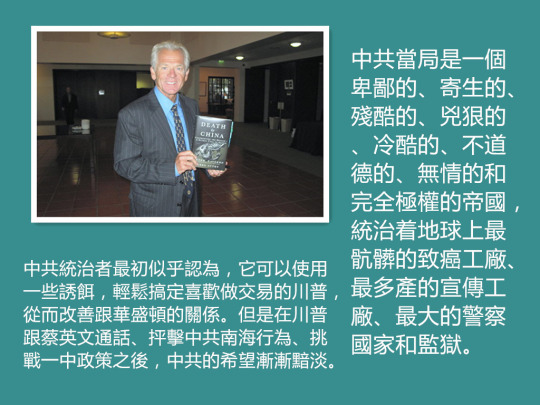 中共當局是一個
卑鄙的、寄生的、
殘酷的、兇狠的
、冷酷的、不道
德的、無情的和
完全極權的帝國，
統治着地球上最
骯髒的致癌工廠、
最多產的宣傳工
廠、最大的警察
國家和監獄。
DEATH
BY
CHINA
中共統治者最初似乎認為，它可以使用
一些誘餌，輕鬆搞定喜歡做交易的川普，
從而改善跟華盛頓的關係。但是在川普
跟蔡英文通話、抨擊中共南海行為、挑
戰一中政策之後，中共的希望漸漸黯淡。